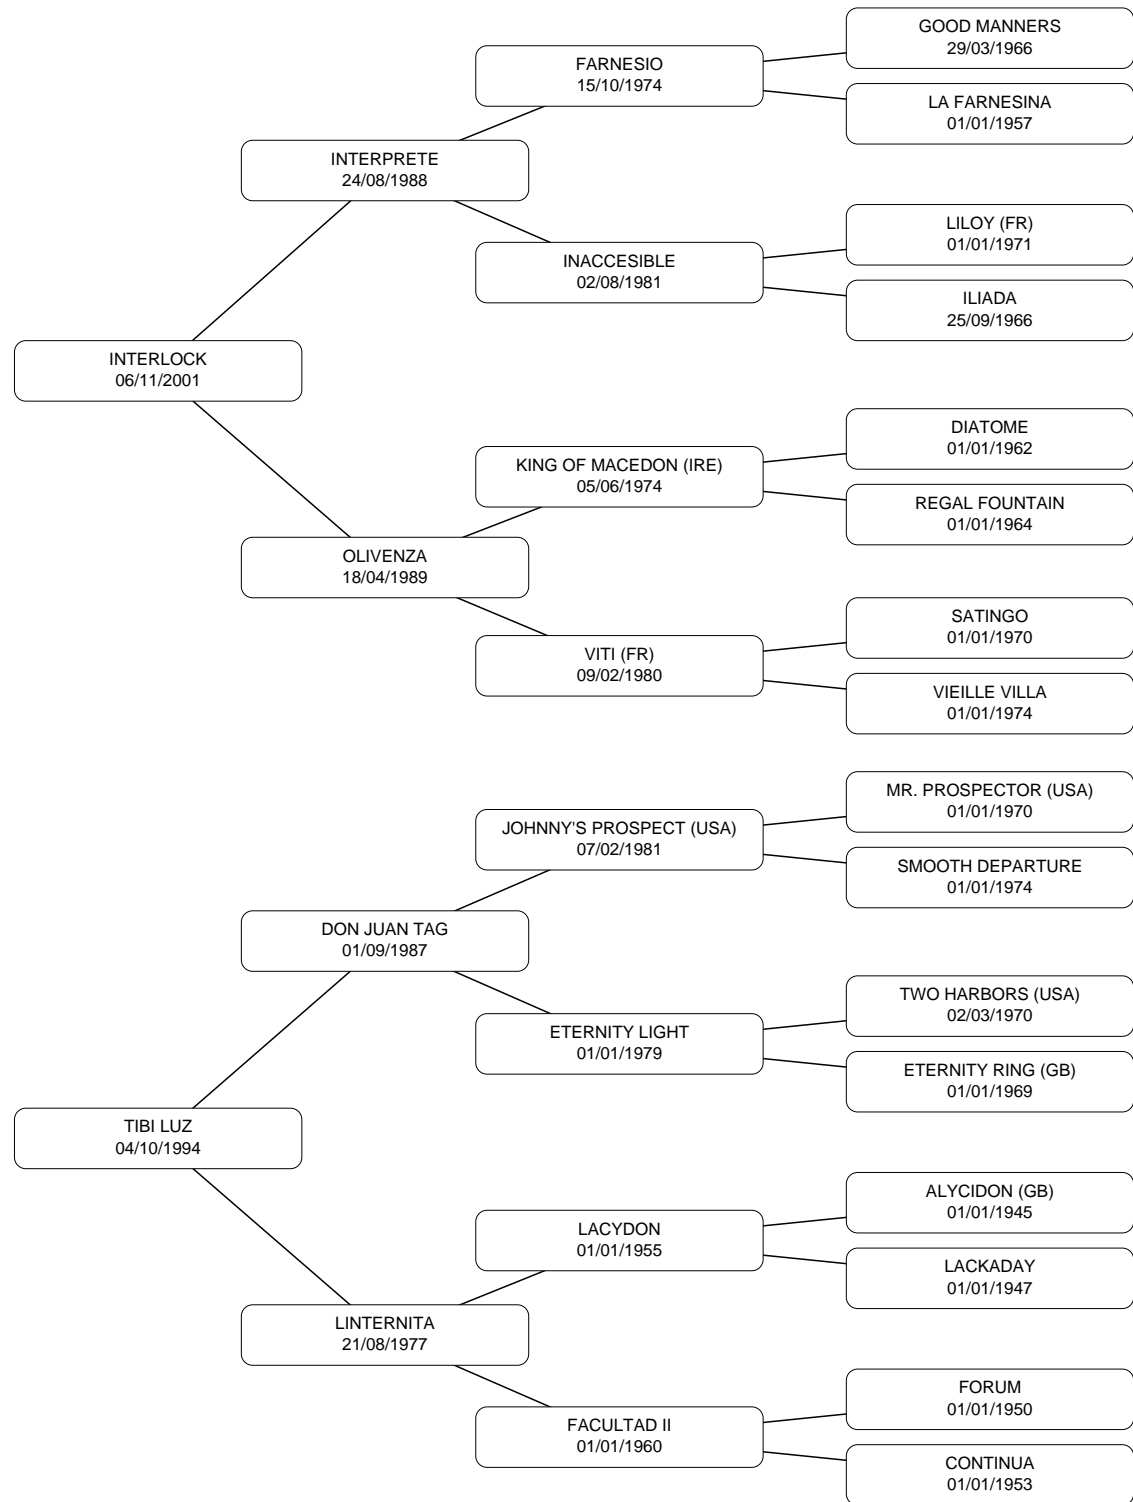 GOOD MANNERS
29/03/1966
FARNESIO
15/10/1974
LA FARNESINA
01/01/1957
INTERPRETE
24/08/1988
LILOY (FR)
01/01/1971
INACCESIBLE
02/08/1981
ILIADA
25/09/1966
INTERLOCK
06/11/2001
DIATOME
01/01/1962
KING OF MACEDON (IRE)
05/06/1974
REGAL FOUNTAIN
01/01/1964
OLIVENZA
18/04/1989
SATINGO
01/01/1970
VITI (FR)
09/02/1980
VIEILLE VILLA
01/01/1974
MR. PROSPECTOR (USA)
01/01/1970
JOHNNY'S PROSPECT (USA)
07/02/1981
SMOOTH DEPARTURE
01/01/1974
DON JUAN TAG
01/09/1987
TWO HARBORS (USA)
02/03/1970
ETERNITY LIGHT
01/01/1979
ETERNITY RING (GB)
01/01/1969
TIBI LUZ
04/10/1994
ALYCIDON (GB)
01/01/1945
LACYDON
01/01/1955
LACKADAY
01/01/1947
LINTERNITA
21/08/1977
FORUM
01/01/1950
FACULTAD II
01/01/1960
CONTINUA
01/01/1953